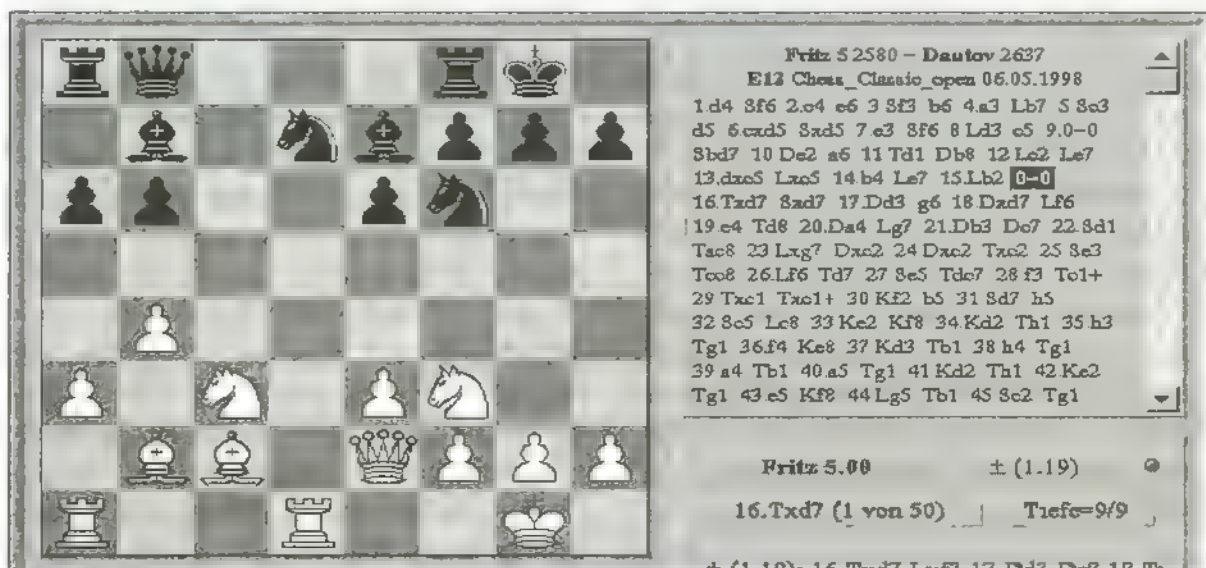 Fritz 5 2580 – Dautov 2637
E12 Chess_Classic_open 06.05.1998
1.d4 Sf6 2.c4 e6 3 Sf3 b6 4.a3 Lb7 5 Sc3
d5 6.cxd5 Sxd5 7.e3 Sf6 8 Ld3 c5 9.0–0
Sbd7 10 De2 a6 11 Td1 Db8 12 Lc2 Le7
13.dxc5 Lxc5 14.b4 Le7 15.Lb2 0–0
16.Txd7 Sxd7 17.Dd3 g6 18 Dxd7 Lf6
19.e4 Td8 20.Da4 Lg7 21.Db3 Dc7 22.Sd1
Tac8 23 Lxg7 Dxc2 24 Dxc2 Txc2 25 Se3
Tcc8 26.Lf6 Td7 27 Se5 Tdc7 28 f3 Tc1+
29 Txc1 Txc1+ 30 Kf2 b5 31 Sd7 h5
32 Sc5 Lc8 33 Ke2 Kf8 34.Kd2 Th1 35.h3
Tg1 36.f4 Ke8 37 Kd3 Tb1 38 h4 Tg1
39 a4 Tb1 40.a5 Tg1 41 Kd2 Th1 42 Ke2
Tg1 43.e5 Kf8 44 Lg5 Tb1 45 Sc2 Tg1
Fritz 5.00 ± (1.19)
16.Txd7 (1 von 50) Tiefe=9/9